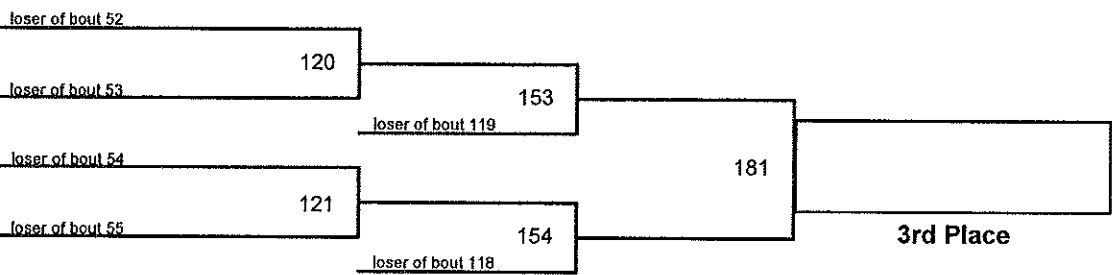 loser of bout 52
120
loser of bout 53
153
loser of bout 119
loser of bout 54
181
121
loser of bout 55
154
3rd Place
loser of bout 118